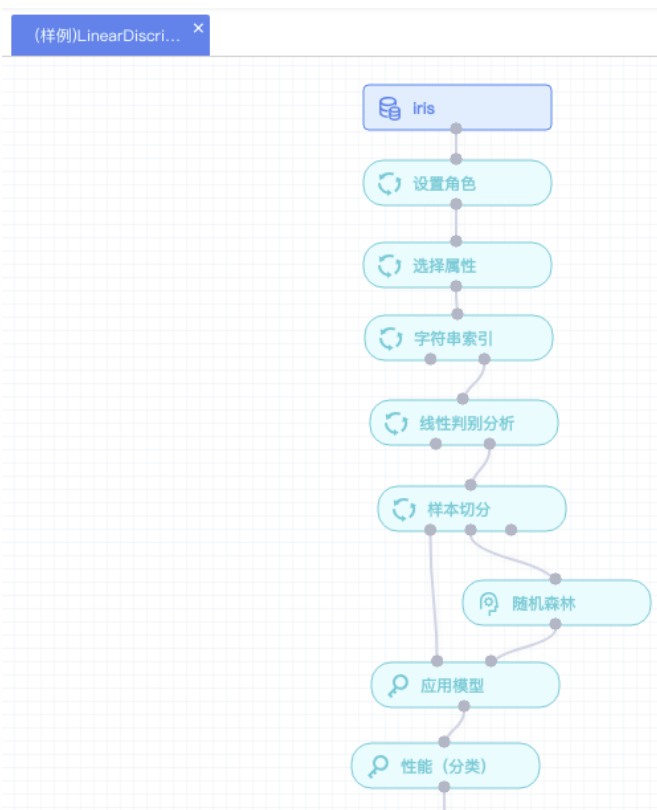 (样例)LinearDiscri...
iris
设置角色
选择属性
字符串索引
线性判别分析
样本切分
随机森林
应用模型
性能（分类）